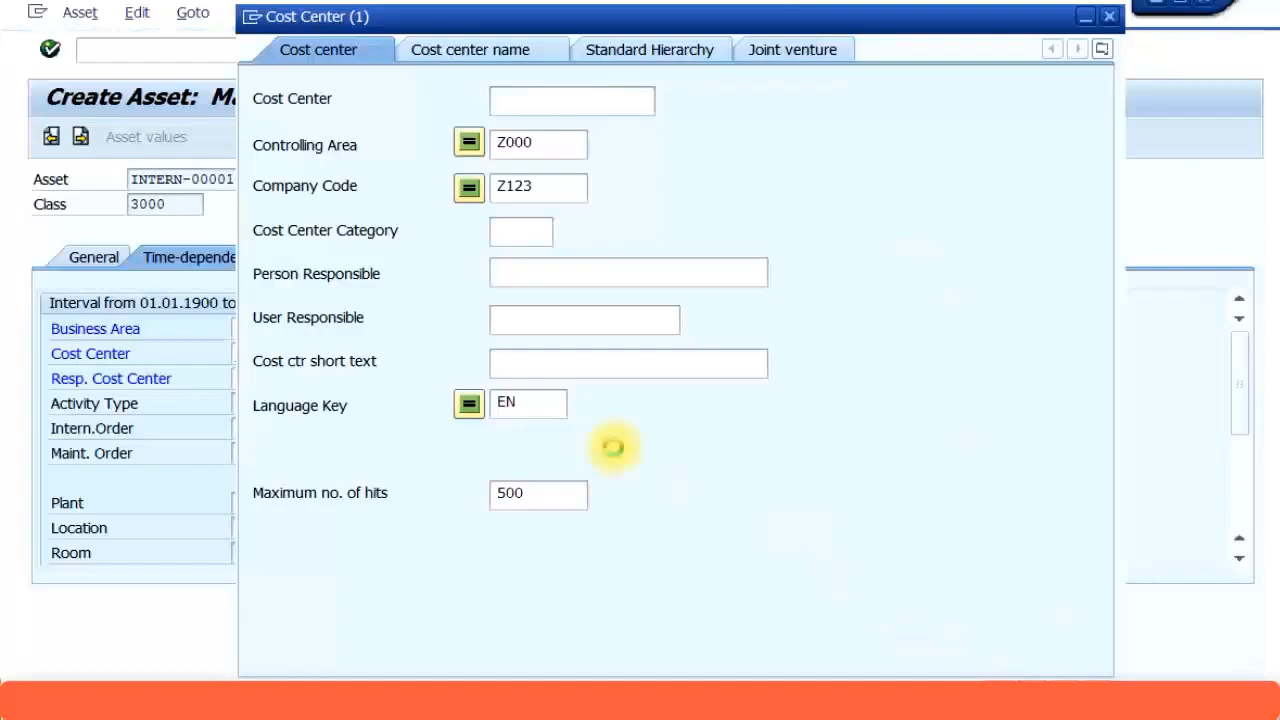 Asset Edit Goto
Cost Center (1)
Cost center Cost center name Standard Hierarchy Joint venture
Create Asset:
Asset values
Asset INTERN-00001
Class 3000
General Time-depende
Interval from 01.01.1900 to
Business Area
Cost Center
Resp. Cost Center
Activity Type
Intern.Order
Maint. Order
Plant
Location
Room
Cost Center
Controlling Area Z000
Company Code Z123
Cost Center Category
Person Responsible
User Responsible
Cost ctr short text
Language Key EN
Maximum no. of hits 500